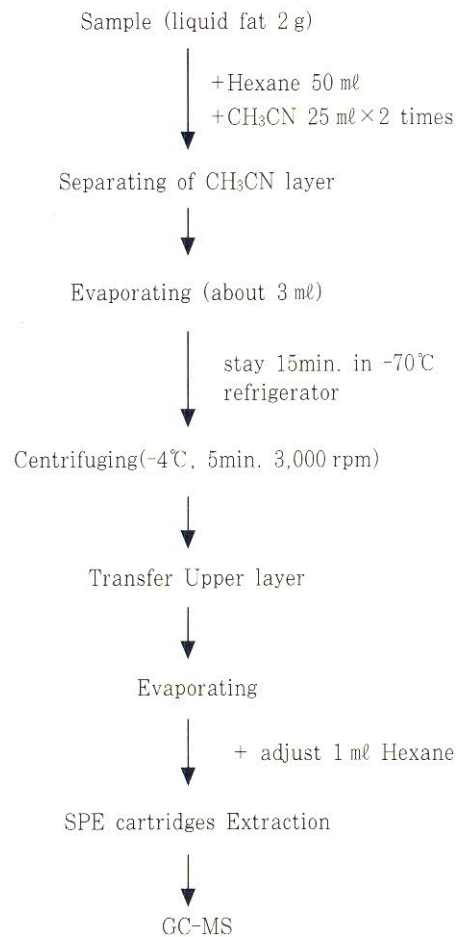 Sample (liquid fat 2 g)
+Hexane 50 mℓ
+CH₃CN 25 mℓ×2 times
Separating of CH₃CN layer
Evaporating (about 3 mℓ)
stay 15min. in -70℃
refrigerator
Centrifuging(-4℃, 5min. 3,000 rpm)
Transfer Upper layer
Evaporating
+ adjust 1 mℓ Hexane
SPE cartridges Extraction
GC-MS